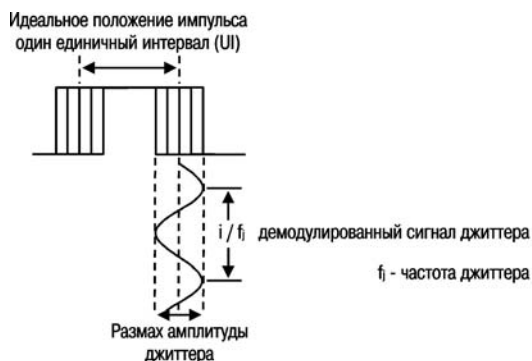 Идеальное положение импульса
один единичный интервал (UI)
i / fj демодулированный сигнал джиттера
fj - частота джиттера
Размах амплитуды
джиттера